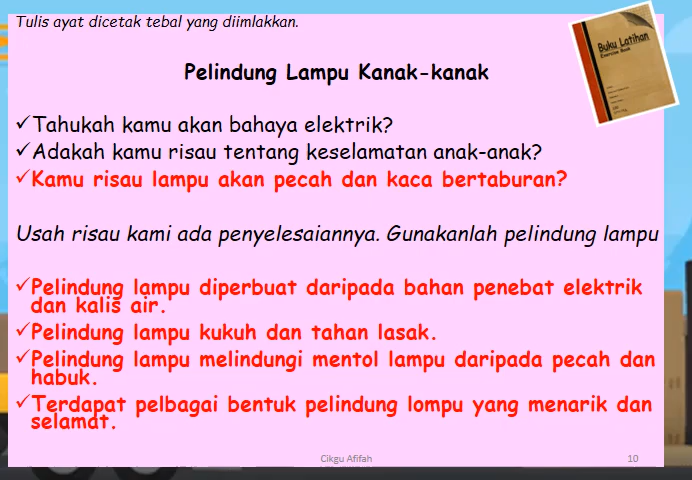 Tulis ayat dicetak tebal yang diimlakkan.
Buku Latihan
Exercise Book
Pelindung Lampu Kanak-kanak
✓Tahukah kamu akan bahaya elektrik?
✓Adakah kamu risau tentang keselamatan anak-anak?
✓Kamu risau lampu akan pecah dan kaca bertaburan?
Usah risau kami ada penyelesaiannya. Gunakanlah pelindung lampu
✓Pelindung lampu diperbuat daripada bahan penebat elektrik
dan kalis air.
✓Pelindung lampu kukuh dan tahan lasak.
✓Pelindung lampu melindungi mentol lampu daripada pecah dan
habuk.
✓Terdapat pelbagai bentuk pelindung lompu yang menarik dan
selamat.
Cikgu Afifah
10